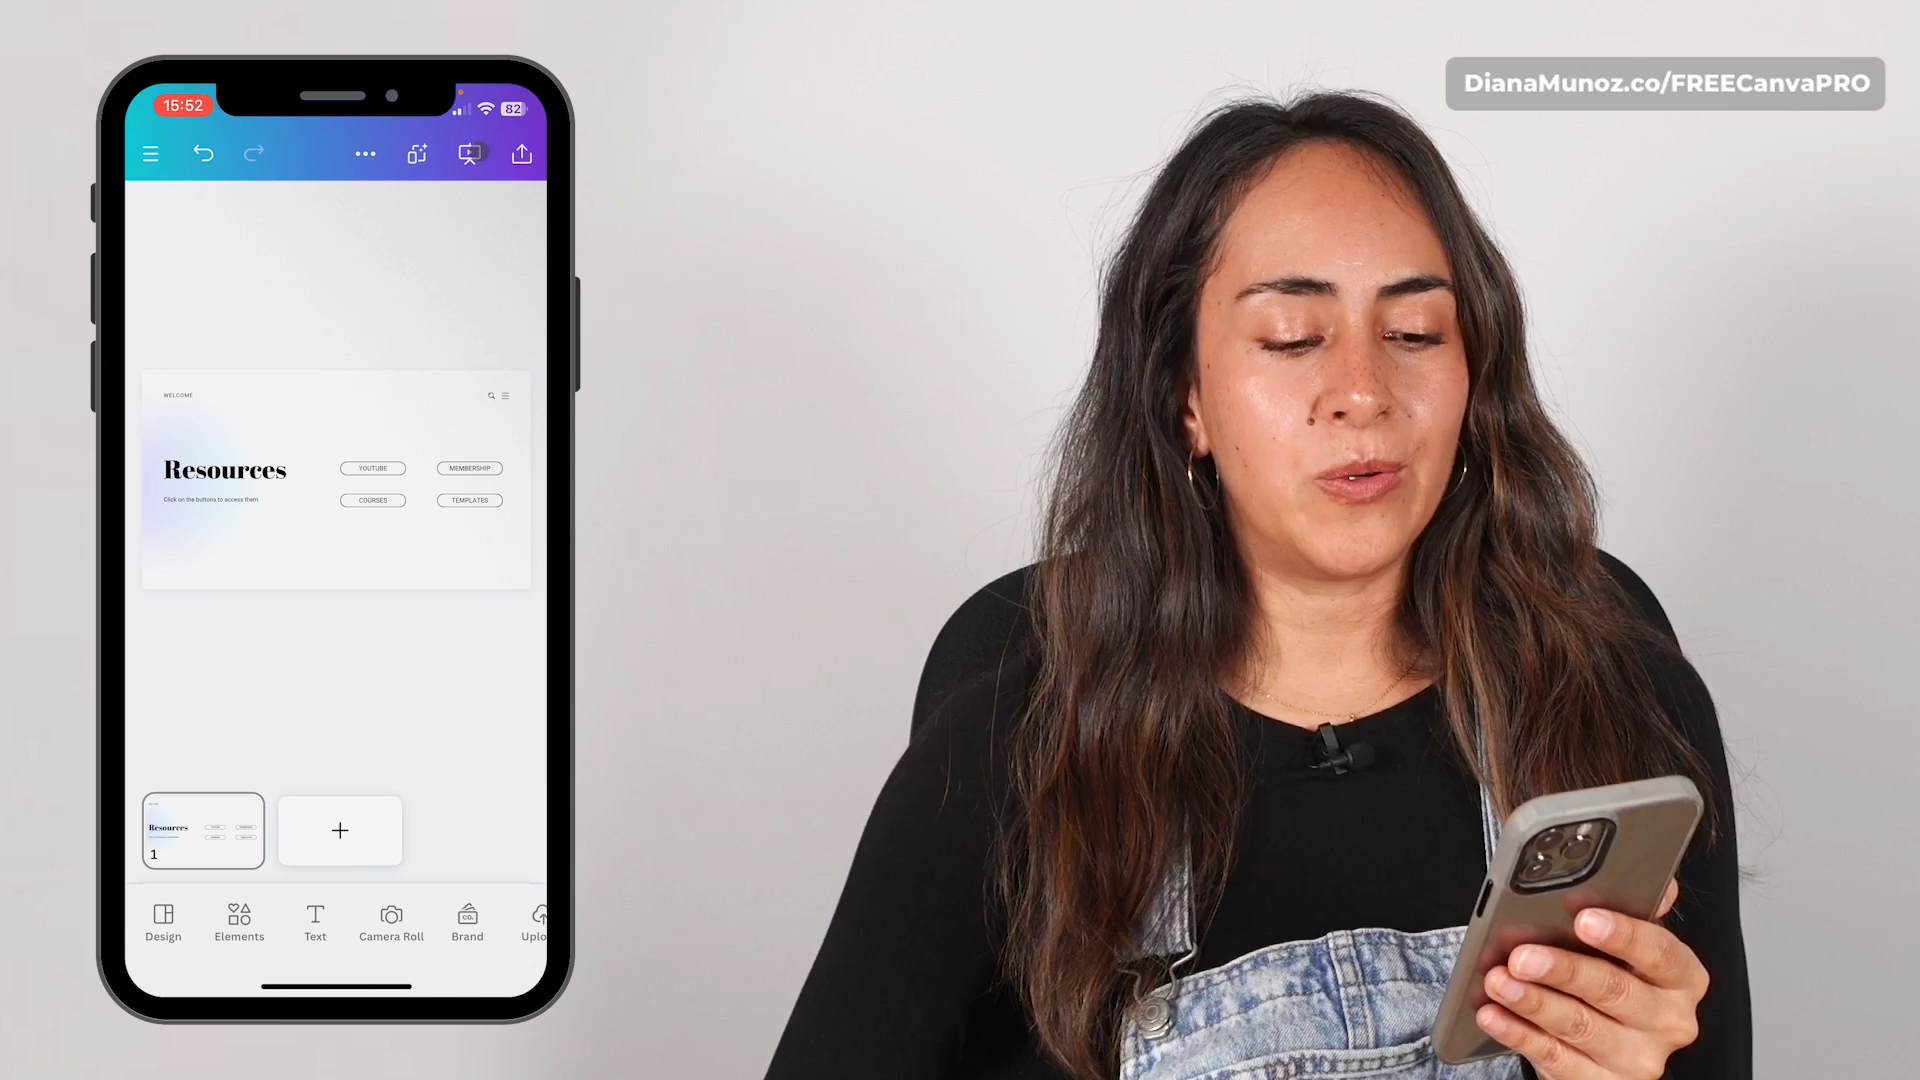 DianaMunoz.co/FREECanvaPRO
15:52
82
WELCOME
Resources
Click on the buttons to access them
YOUTUBE
MEMBERSHIP
COURSES
TEMPLATES
Resources
1
+
Design
Elements
Text
Camera Roll
CO.
Brand
Uplo